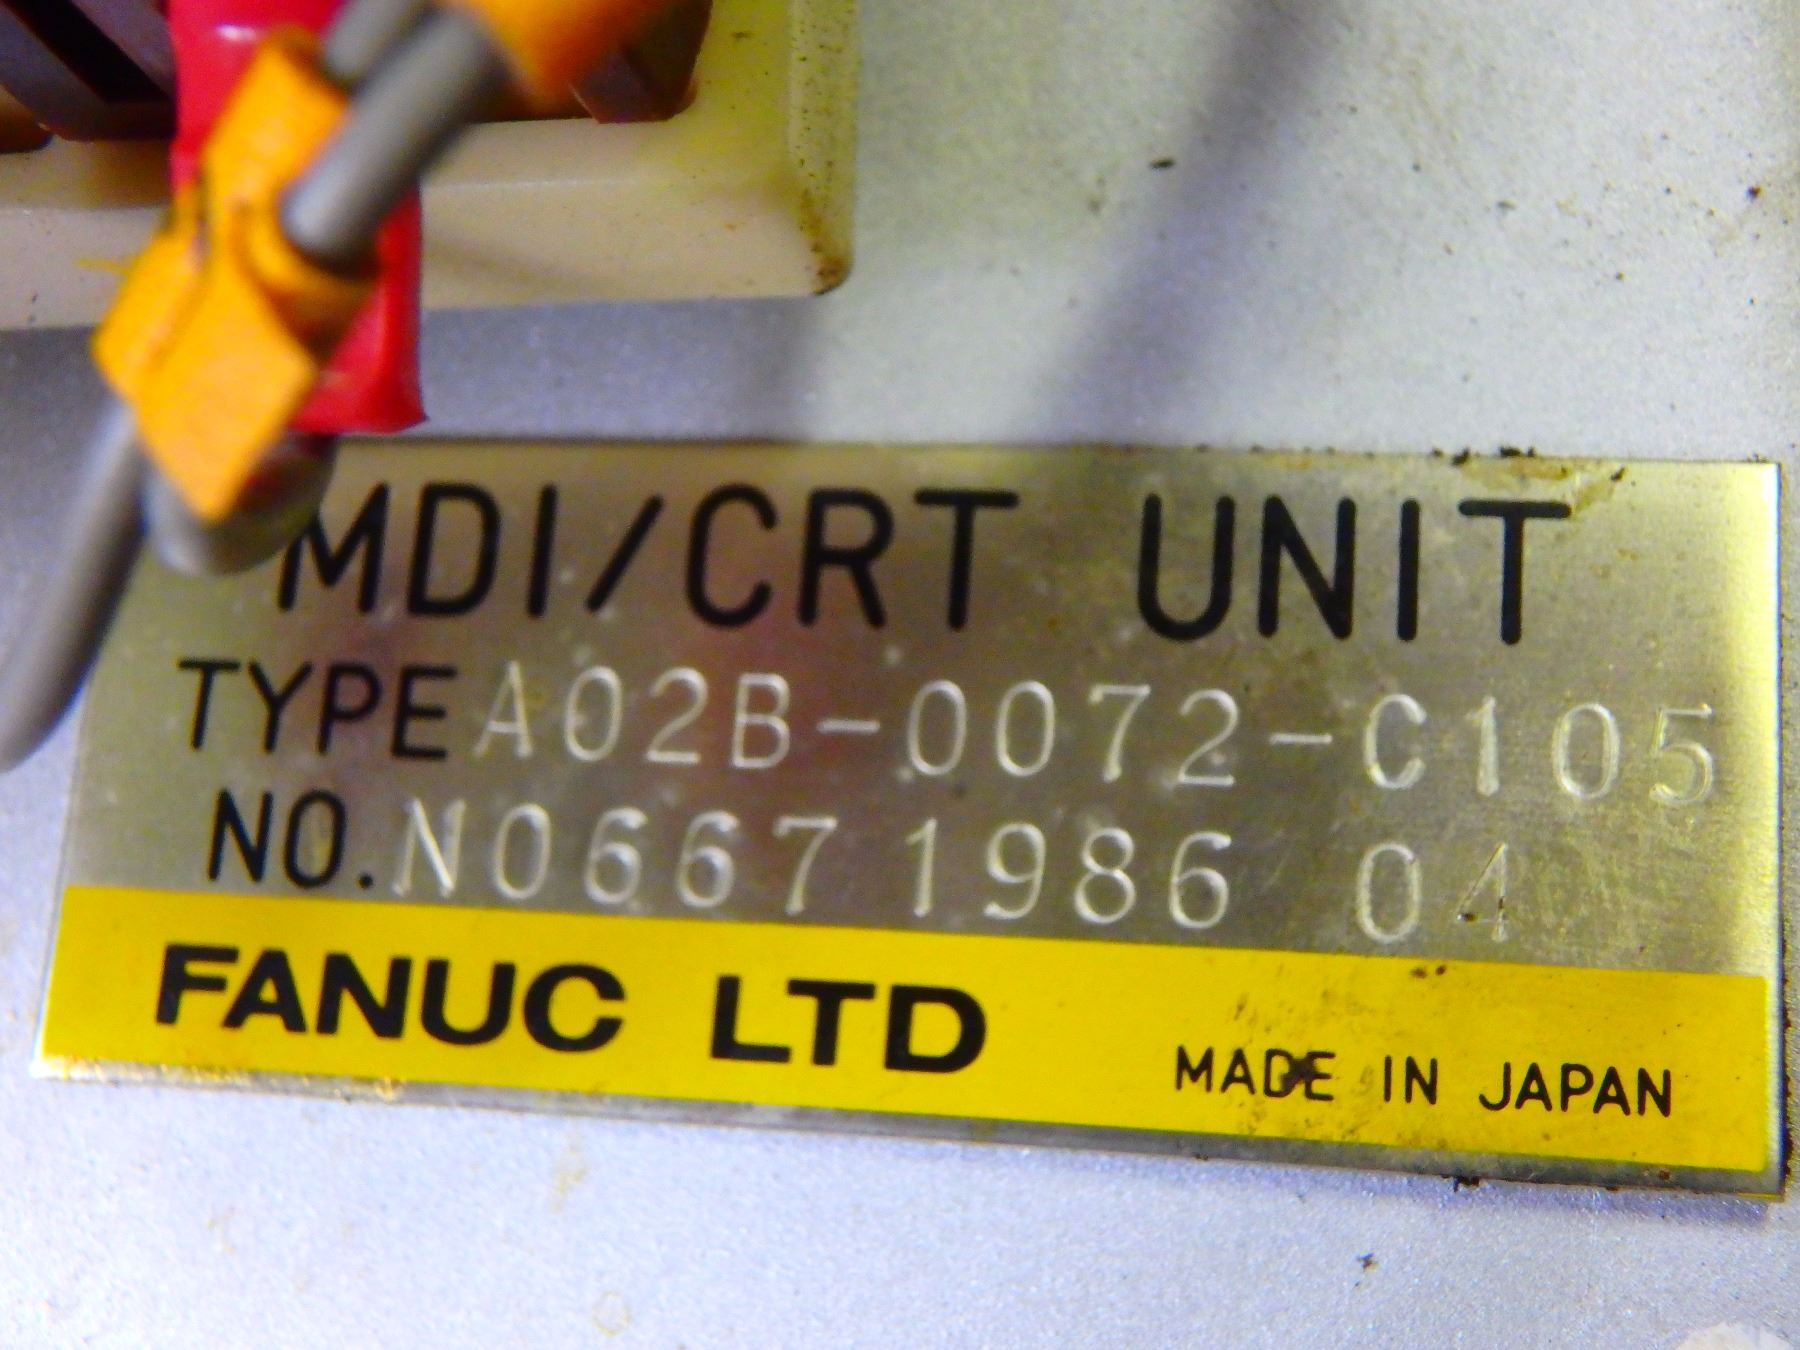 MDI/CRT UNIT
TYPE A02B-0072-C105
NO. N0667 1986 04
FANUC LTD
MADE IN JAPAN